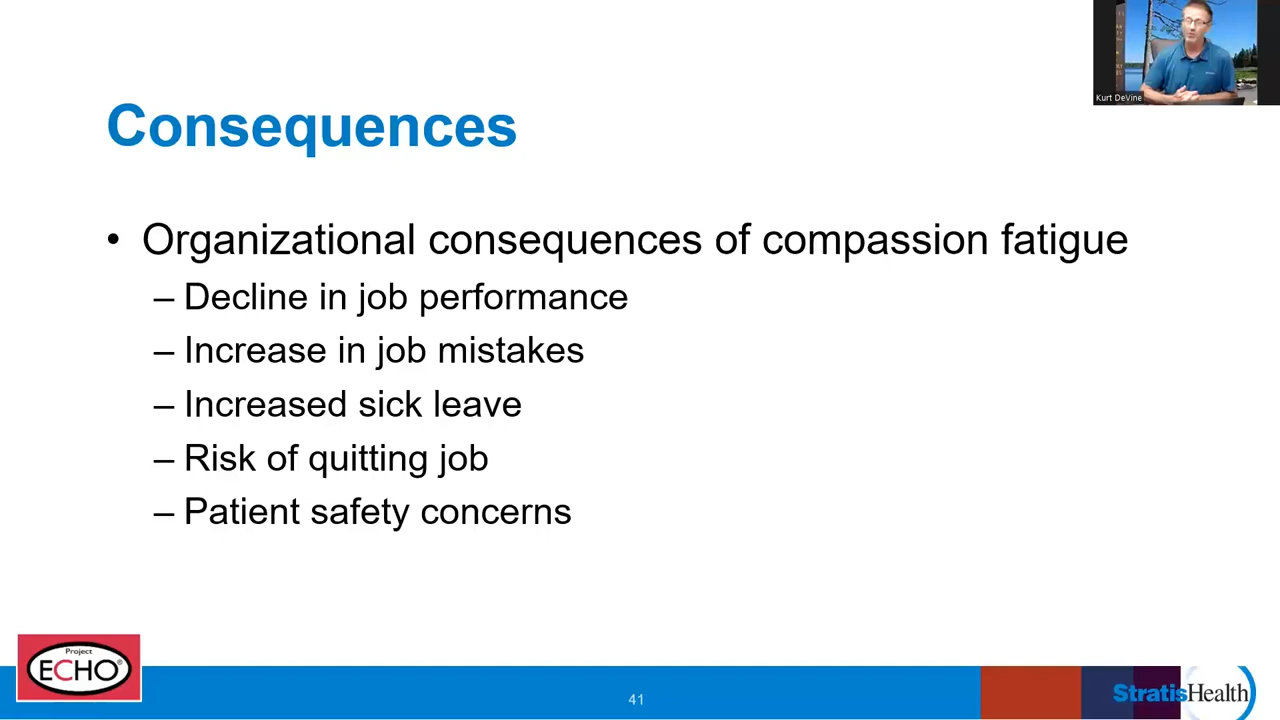 Kurt DeVine
Consequences
• Organizational consequences of compassion fatigue
– Decline in job performance
– Increase in job mistakes
– Increased sick leave
– Risk of quitting job
– Patient safety concerns
Project
ECHO®
41
StratisHealth